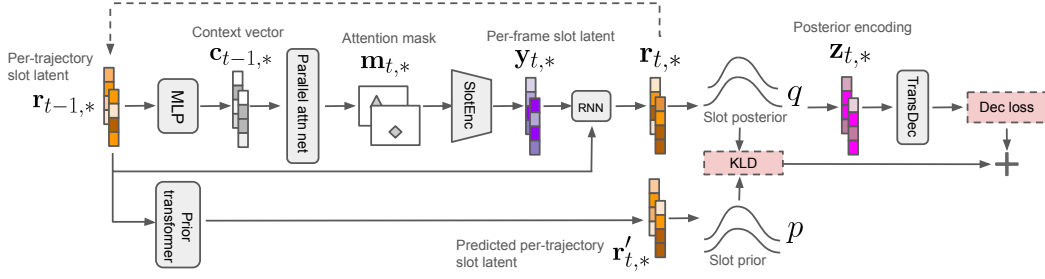 Per-trajectory
slot latent
r_{t-1,*}
MLP
Context vector
c_{t-1,*}
Parallel attn net
Attention mask
m_{t,*}
SlotEnc
Per-frame slot latent
y_{t,*}
RNN
r_{t,*}
Slot posterior
q
Posterior encoding
z_{t,*}
TransDec
Dec loss
KLD
+
Prior
transformer
Predicted per-trajectory
slot latent
r'_{t,*}
Slot prior
p